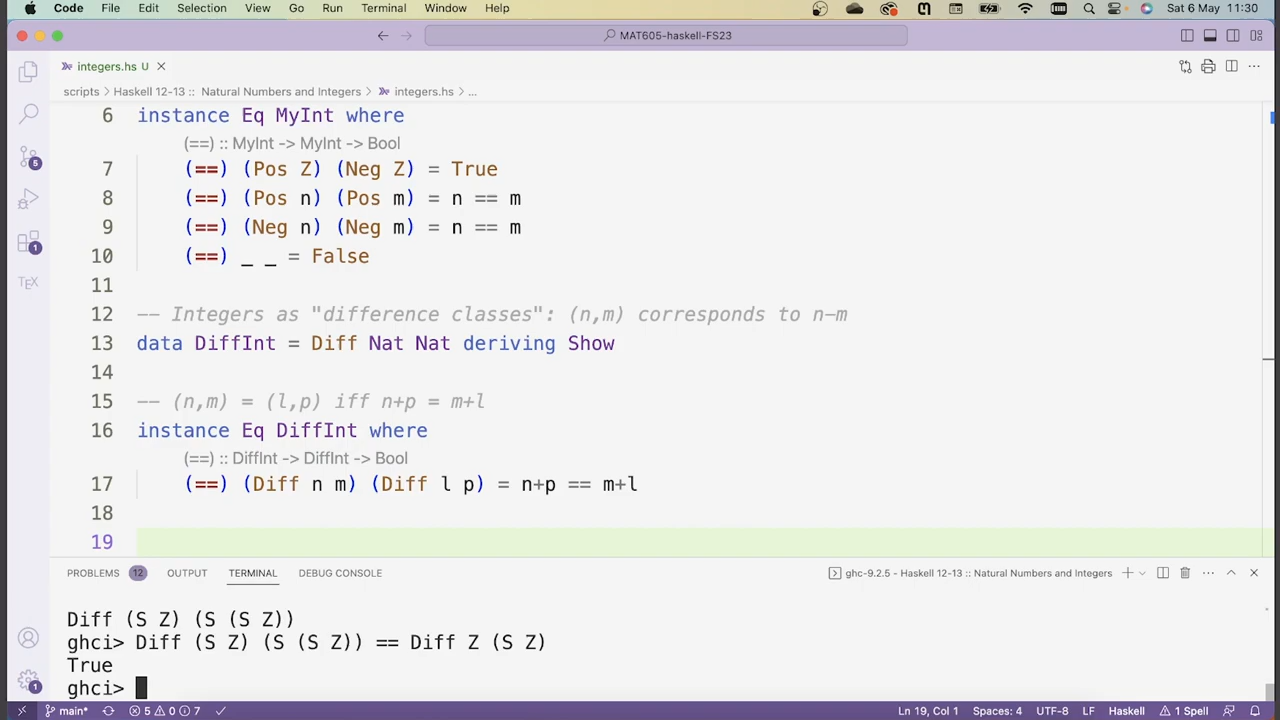 Code File Edit Selection View Go Run Terminal Window Help Sat 6 May 11:30
MAT605-haskell-FS23
integers.hs U
scripts > Haskell 12-13 :: Natural Numbers and Integers > integers.hs > ...
6 instance Eq MyInt where
(==) :: MyInt -> MyInt -> Bool
7 (==) (Pos Z) (Neg Z) = True
8 (==) (Pos n) (Pos m) = n == m
9 (==) (Neg n) (Neg m) = n == m
10 (==) _ _ = False
11
12 -- Integers as "difference classes": (n,m) corresponds to n-m
13 data DiffInt = Diff Nat Nat deriving Show
14
15 -- (n,m) = (l,p) iff n+p = m+l
16 instance Eq DiffInt where
(==) :: DiffInt -> DiffInt -> Bool
17 (==) (Diff n m) (Diff l p) = n+p == m+l
18
19
PROBLEMS 12 OUTPUT TERMINAL DEBUG CONSOLE ghc-9.2.5 - Haskell 12-13 :: Natural Numbers and Integers
Diff (S Z) (S (S Z))
ghci> Diff (S Z) (S (S Z)) == Diff Z (S Z)
True
ghci>
5
1
TEX
1
main* 5 0 7 Ln 19, Col 1 Spaces: 4 UTF-8 LF Haskell 1 Spell